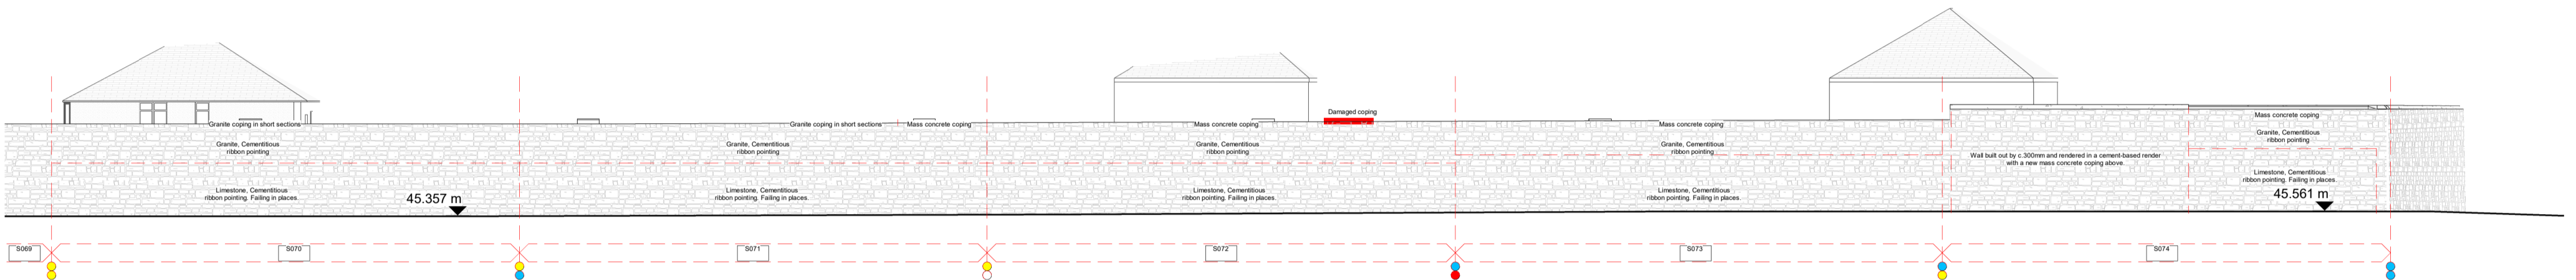 Damaged coping
Granite coping in short sections
Granite coping in short sections
Mass concrete coping
Mass concrete coping
Mass concrete coping
Mass concrete coping
Granite, Cementitious
ribbon pointing
Granite, Cementitious
ribbon pointing
Granite, Cementitious
ribbon pointing
Granite, Cementitious
ribbon pointing
Granite, Cementitious
ribbon pointing
Wall built out by c.300mm and rendered in a cement-based render
with a new mass concrete coping above.
Limestone, Cementitious
ribbon pointing. Failing in places.
45.357 m
Limestone, Cementitious
ribbon pointing. Failing in places.
Limestone, Cementitious
ribbon pointing. Failing in places.
Limestone, Cementitious
ribbon pointing. Failing in places.
Limestone, Cementitious
ribbon pointing. Failing in places.
45.561 m
S069
S070
S071
S072
S073
S074